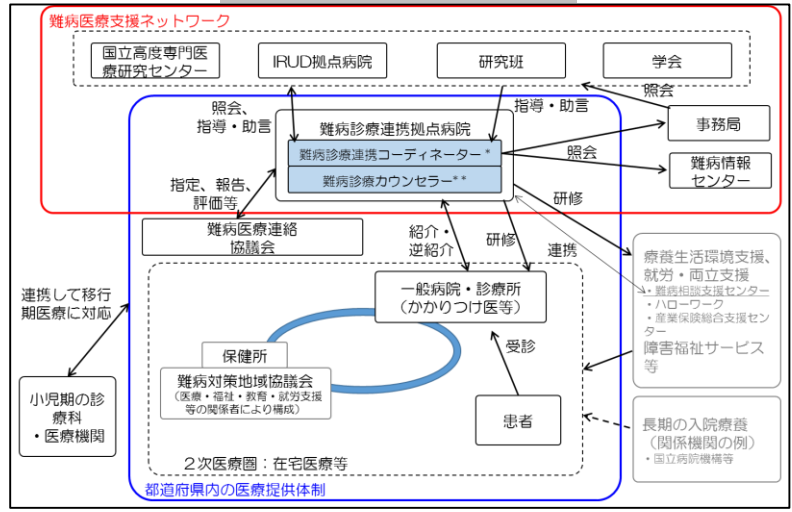 難病医療支援ネットワーク
国立高度専門医
療研究センター
IRUD拠点病院
研究班
学会
照会、
指導・助言
指導・助言
照会
難病診療連携拠点病院
難病診療連携コーディネーター*
難病診療カウンセラー**
事務局
照会
難病情報
センター
指定、報告、
評価等
研修
難病医療連絡
協議会
紹介・
逆紹介
研修
連携
療養生活環境支援、
就労・両立支援
・難病相談支援センター
・ハローワーク
・産業保険総合支援セン
ター
障害福祉サービス
等
連携して移行
期医療に対応
一般病院・診療所
(かかりつけ医等)
保健所
難病対策地域協議会
(医療・福祉・教育・就労支援
等の関係者により構成)
受診
患者
小児期の診
療科
・医療機関
長期の入院療養
(関係機関の例)
・国立病院機構等
2次医療圏:在宅医療等
都道府県内の医療提供体制